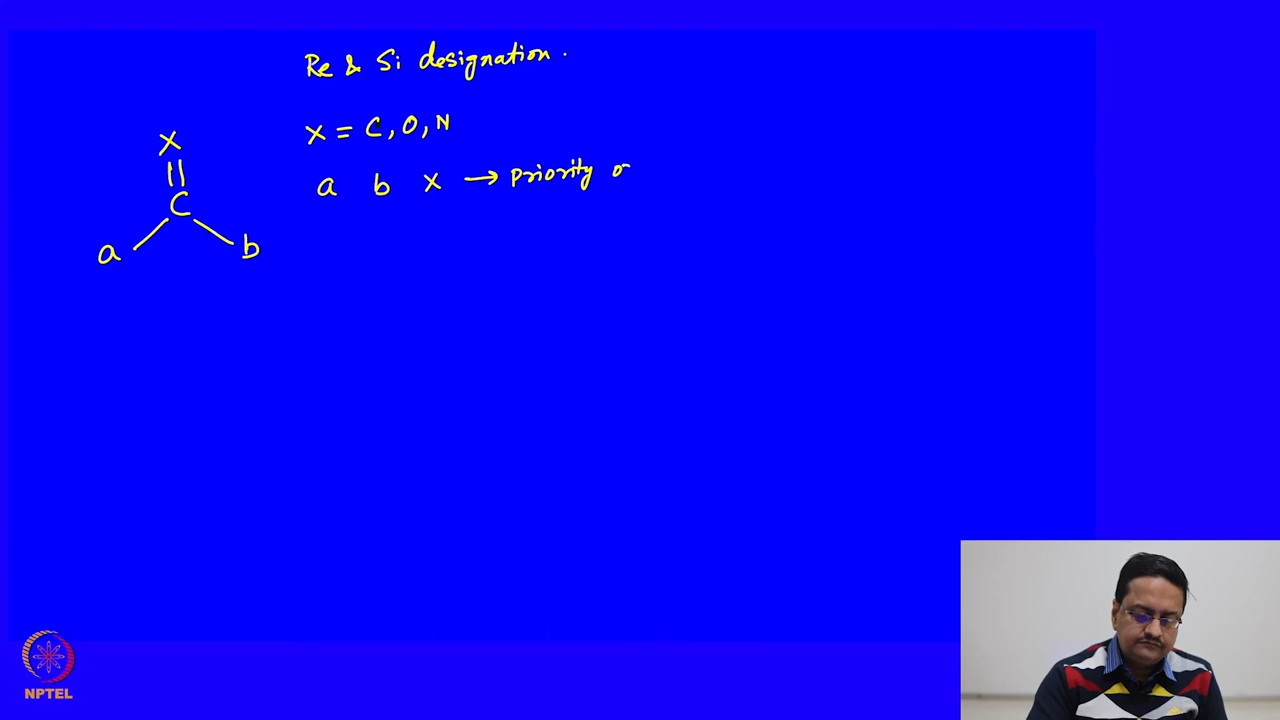 Re & Si designation.
X = C, O, N
a b X → Priority o
X
C
a b
NPTEL